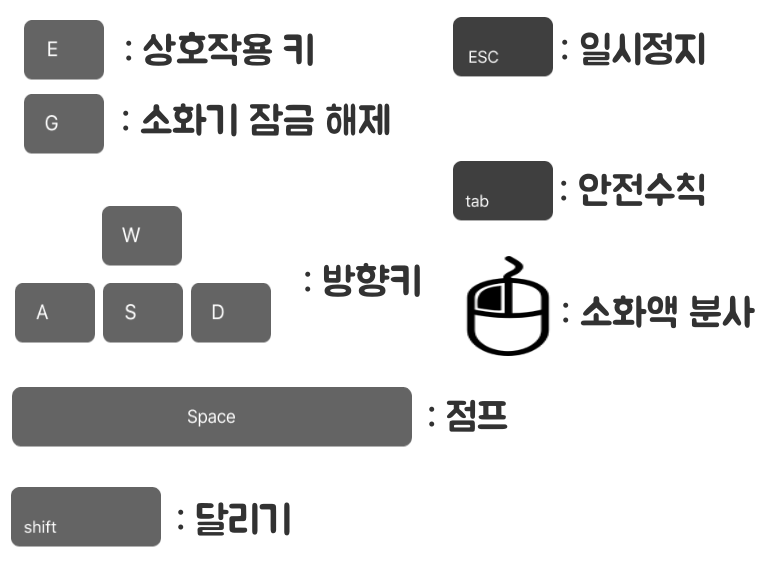 E : 상호작용 키
ESC : 일시정지
G : 소화기 잠금 해제
tab : 안전수칙
W
A S D : 방향키
: 소화액 분사
Space : 점프
shift : 달리기